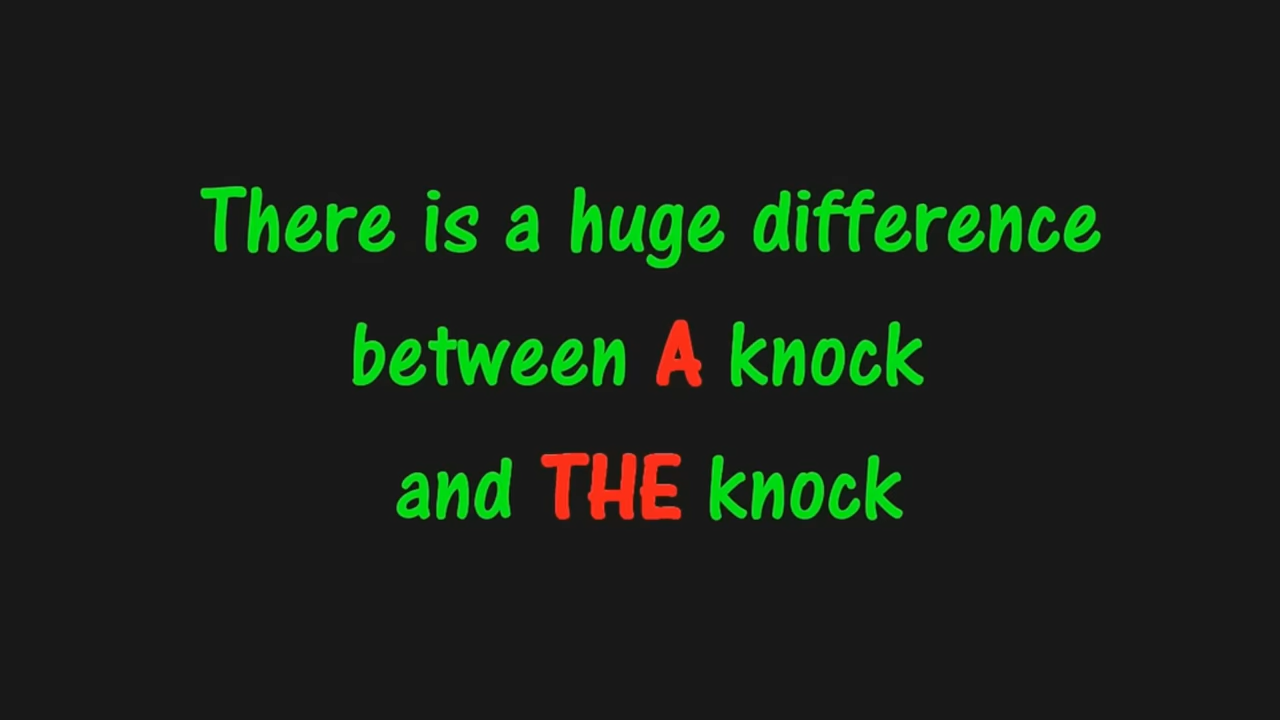 There is a huge difference
between A knock
and THE knock